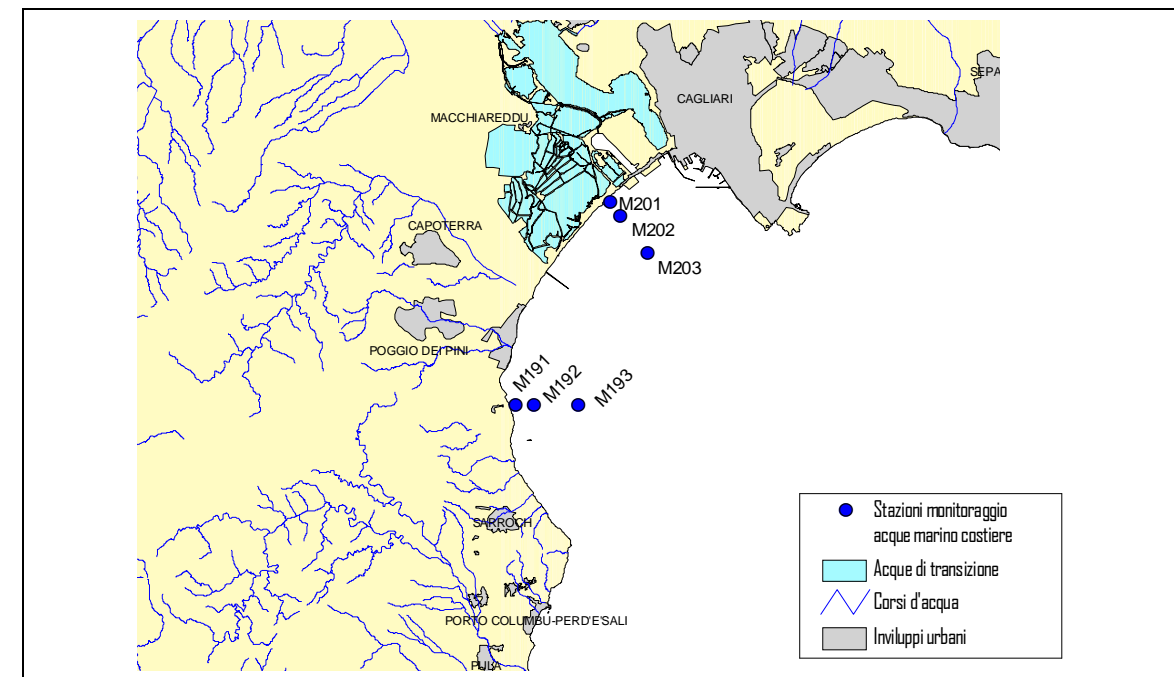 SEPA
CAGLIARI
MACCHIAREDDU
M201
M202
CAPOTERRA
M203
POGGIO DEI PINI
M191
M192
M193
SARROCH
PORTO COLUMBU-PERD'E'SALI
PULA
Stazioni monitoraggio
acque marino costiere
Acque di transizione
Corsi d'acqua
Inviluppi urbani